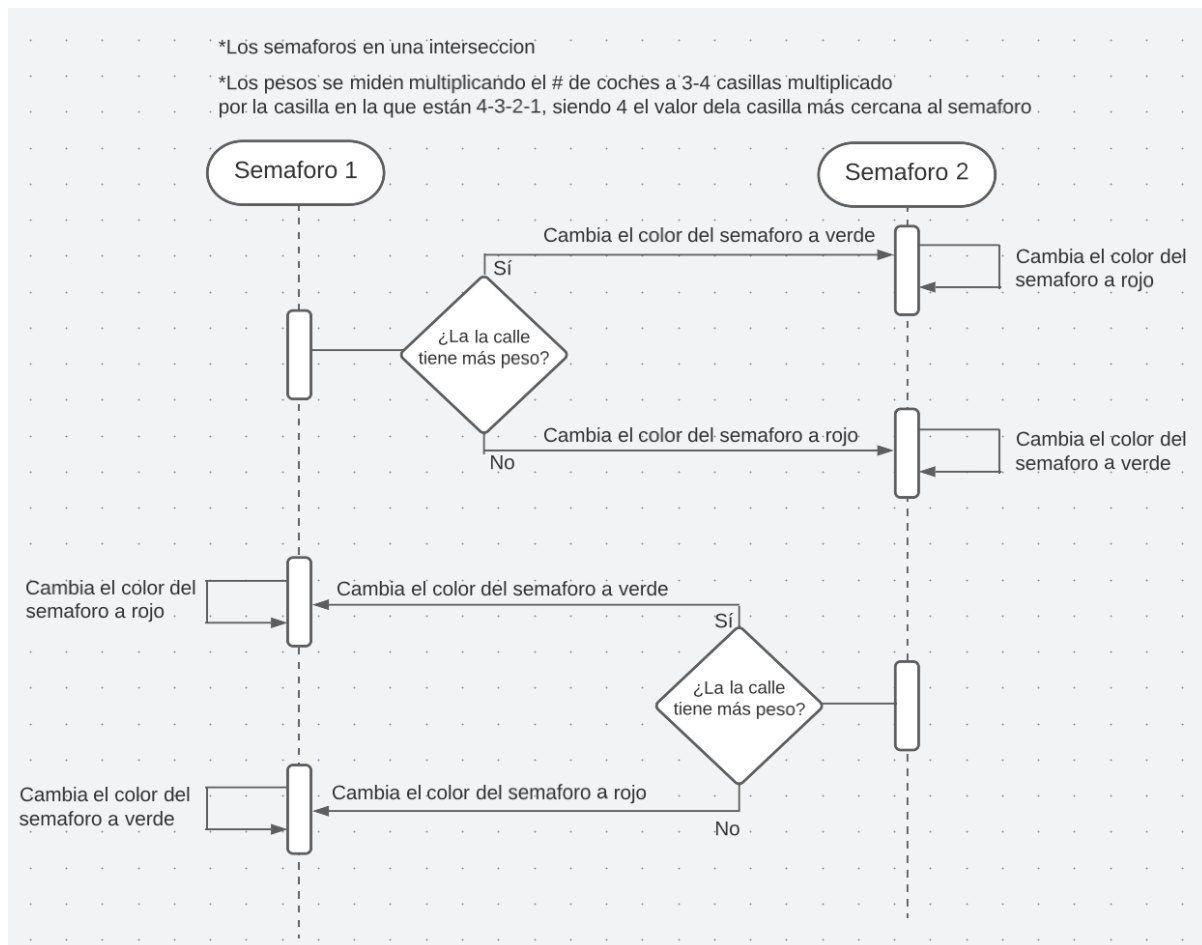 *Los semaforos en una interseccion
*Los pesos se miden multiplicando el # de coches a 3-4 casillas multiplicado
por la casilla en la que están 4-3-2-1, siendo 4 el valor dela casilla más cercana al semaforo
Semaforo 1
Semaforo 2
Cambia el color del semaforo a verde
Sí
Cambia el color del
semaforo a rojo
¿La la calle
tiene más peso?
Cambia el color del semaforo a rojo
No
Cambia el color del
semaforo a verde
Cambia el color del
semaforo a rojo
Cambia el color del semaforo a verde
Sí
¿La la calle
tiene más peso?
Cambia el color del
semaforo a verde
Cambia el color del semaforo a rojo
No